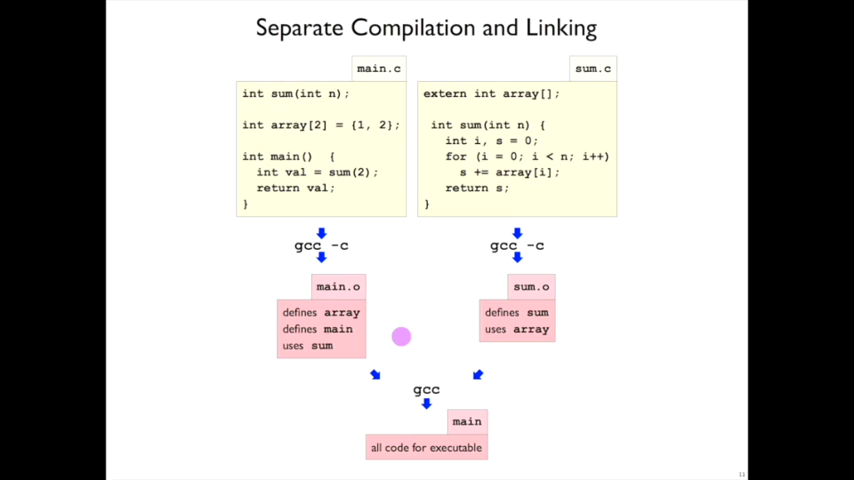 Separate Compilation and Linking
main.c
int sum(int n);
int array[2] = {1, 2};
int main()  {
  int val = sum(2);
  return val;
}
sum.c
extern int array[];
 int sum(int n) {
   int i, s = 0;
   for (i = 0; i < n; i++)
     s += array[i];
   return s;
}
gcc -c
gcc -c
main.o
defines array
defines main
uses sum
sum.o
defines sum
uses array
gcc
main
all code for executable
11